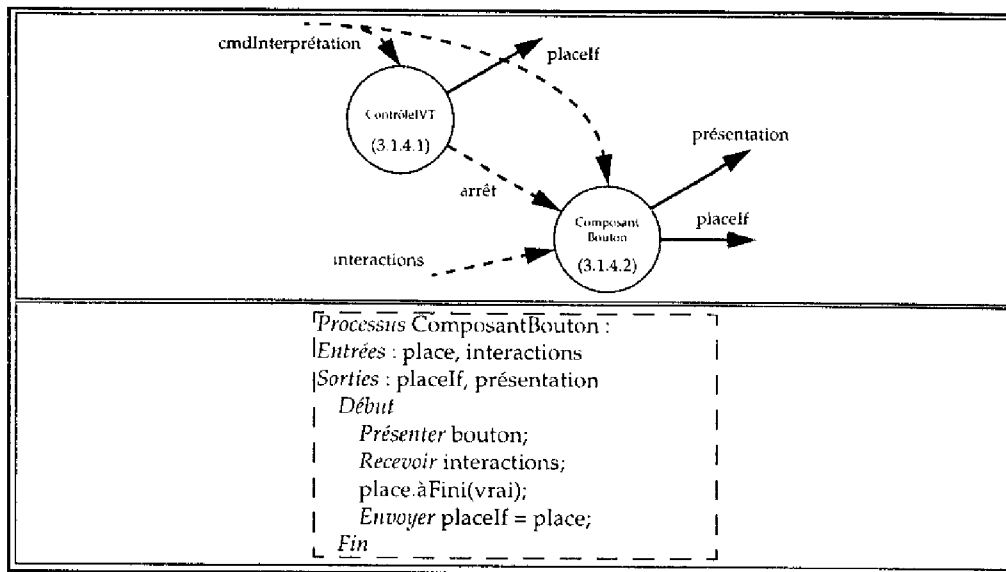 cmdInterprétation
placeIf
ContrôleIVT
(3.1.4.1)
présentation
arrêt
placeIf
Composant
Bouton
(3.1.4.2)
interactions
Processus ComposantBouton :
Entrées : place, interactions
Sorties : placeIf, présentation
Début
Présenter bouton;
Recevoir interactions;
place.àFini(vrai);
Envoyer placeIf = place;
Fin